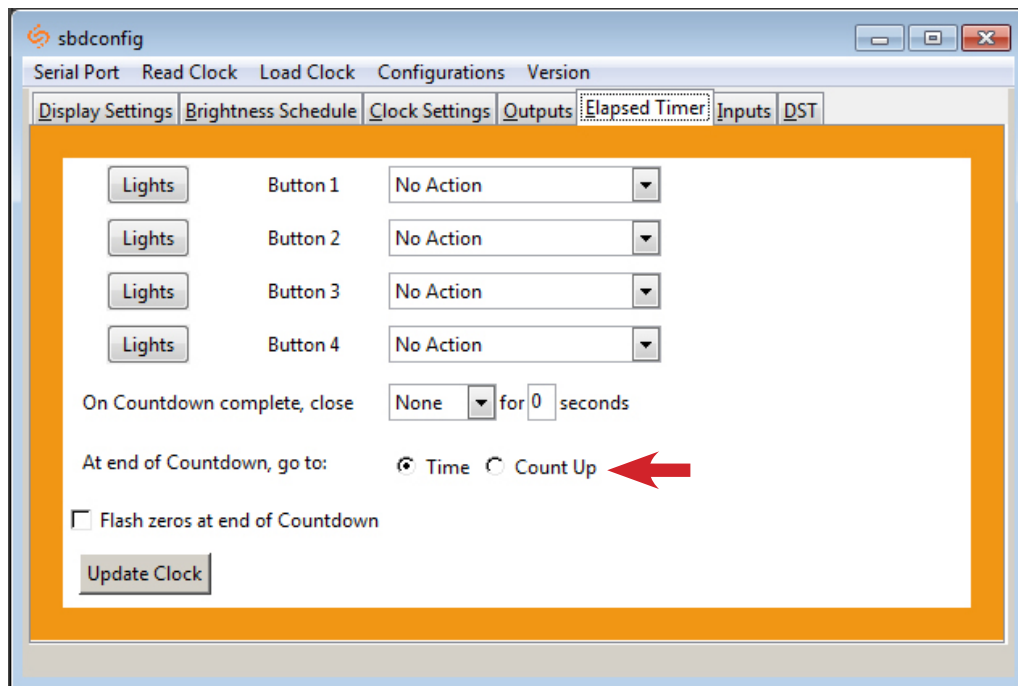 sbdconfig
Serial Port Read Clock Load Clock Configurations Version
Display Settings Brightness Schedule Clock Settings Outputs Elapsed Timer Inputs DST
Lights Button 1 No Action
Lights Button 2 No Action
Lights Button 3 No Action
Lights Button 4 No Action
On Countdown complete, close None for 0 seconds
At end of Countdown, go to: Time Count Up
Flash zeros at end of Countdown
Update Clock